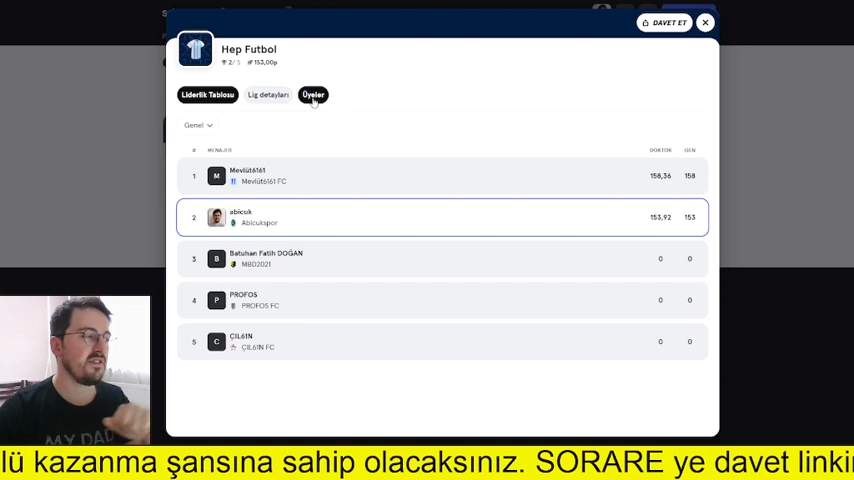 DAVET ET
Hep Futbol
2/ 5 153,00p
Liderlik Tablosu Lig detayları Üyeler
Genel
# MENAJER DOKTOR GEN
1 M Mevlüt6161 158,36 158
Mevlüt6161 FC
2 abicuk 153,92 153
Abicukspor
3 B Batuhan Fatih DOĞAN 0 0
MBD2021
4 P PROFOS 0 0
PROFOS FC
5 C ÇIL61N 0 0
ÇIL61N FC
MY DAD
lü kazanma şansına sahip olacaksınız. SORARE ye davet linki